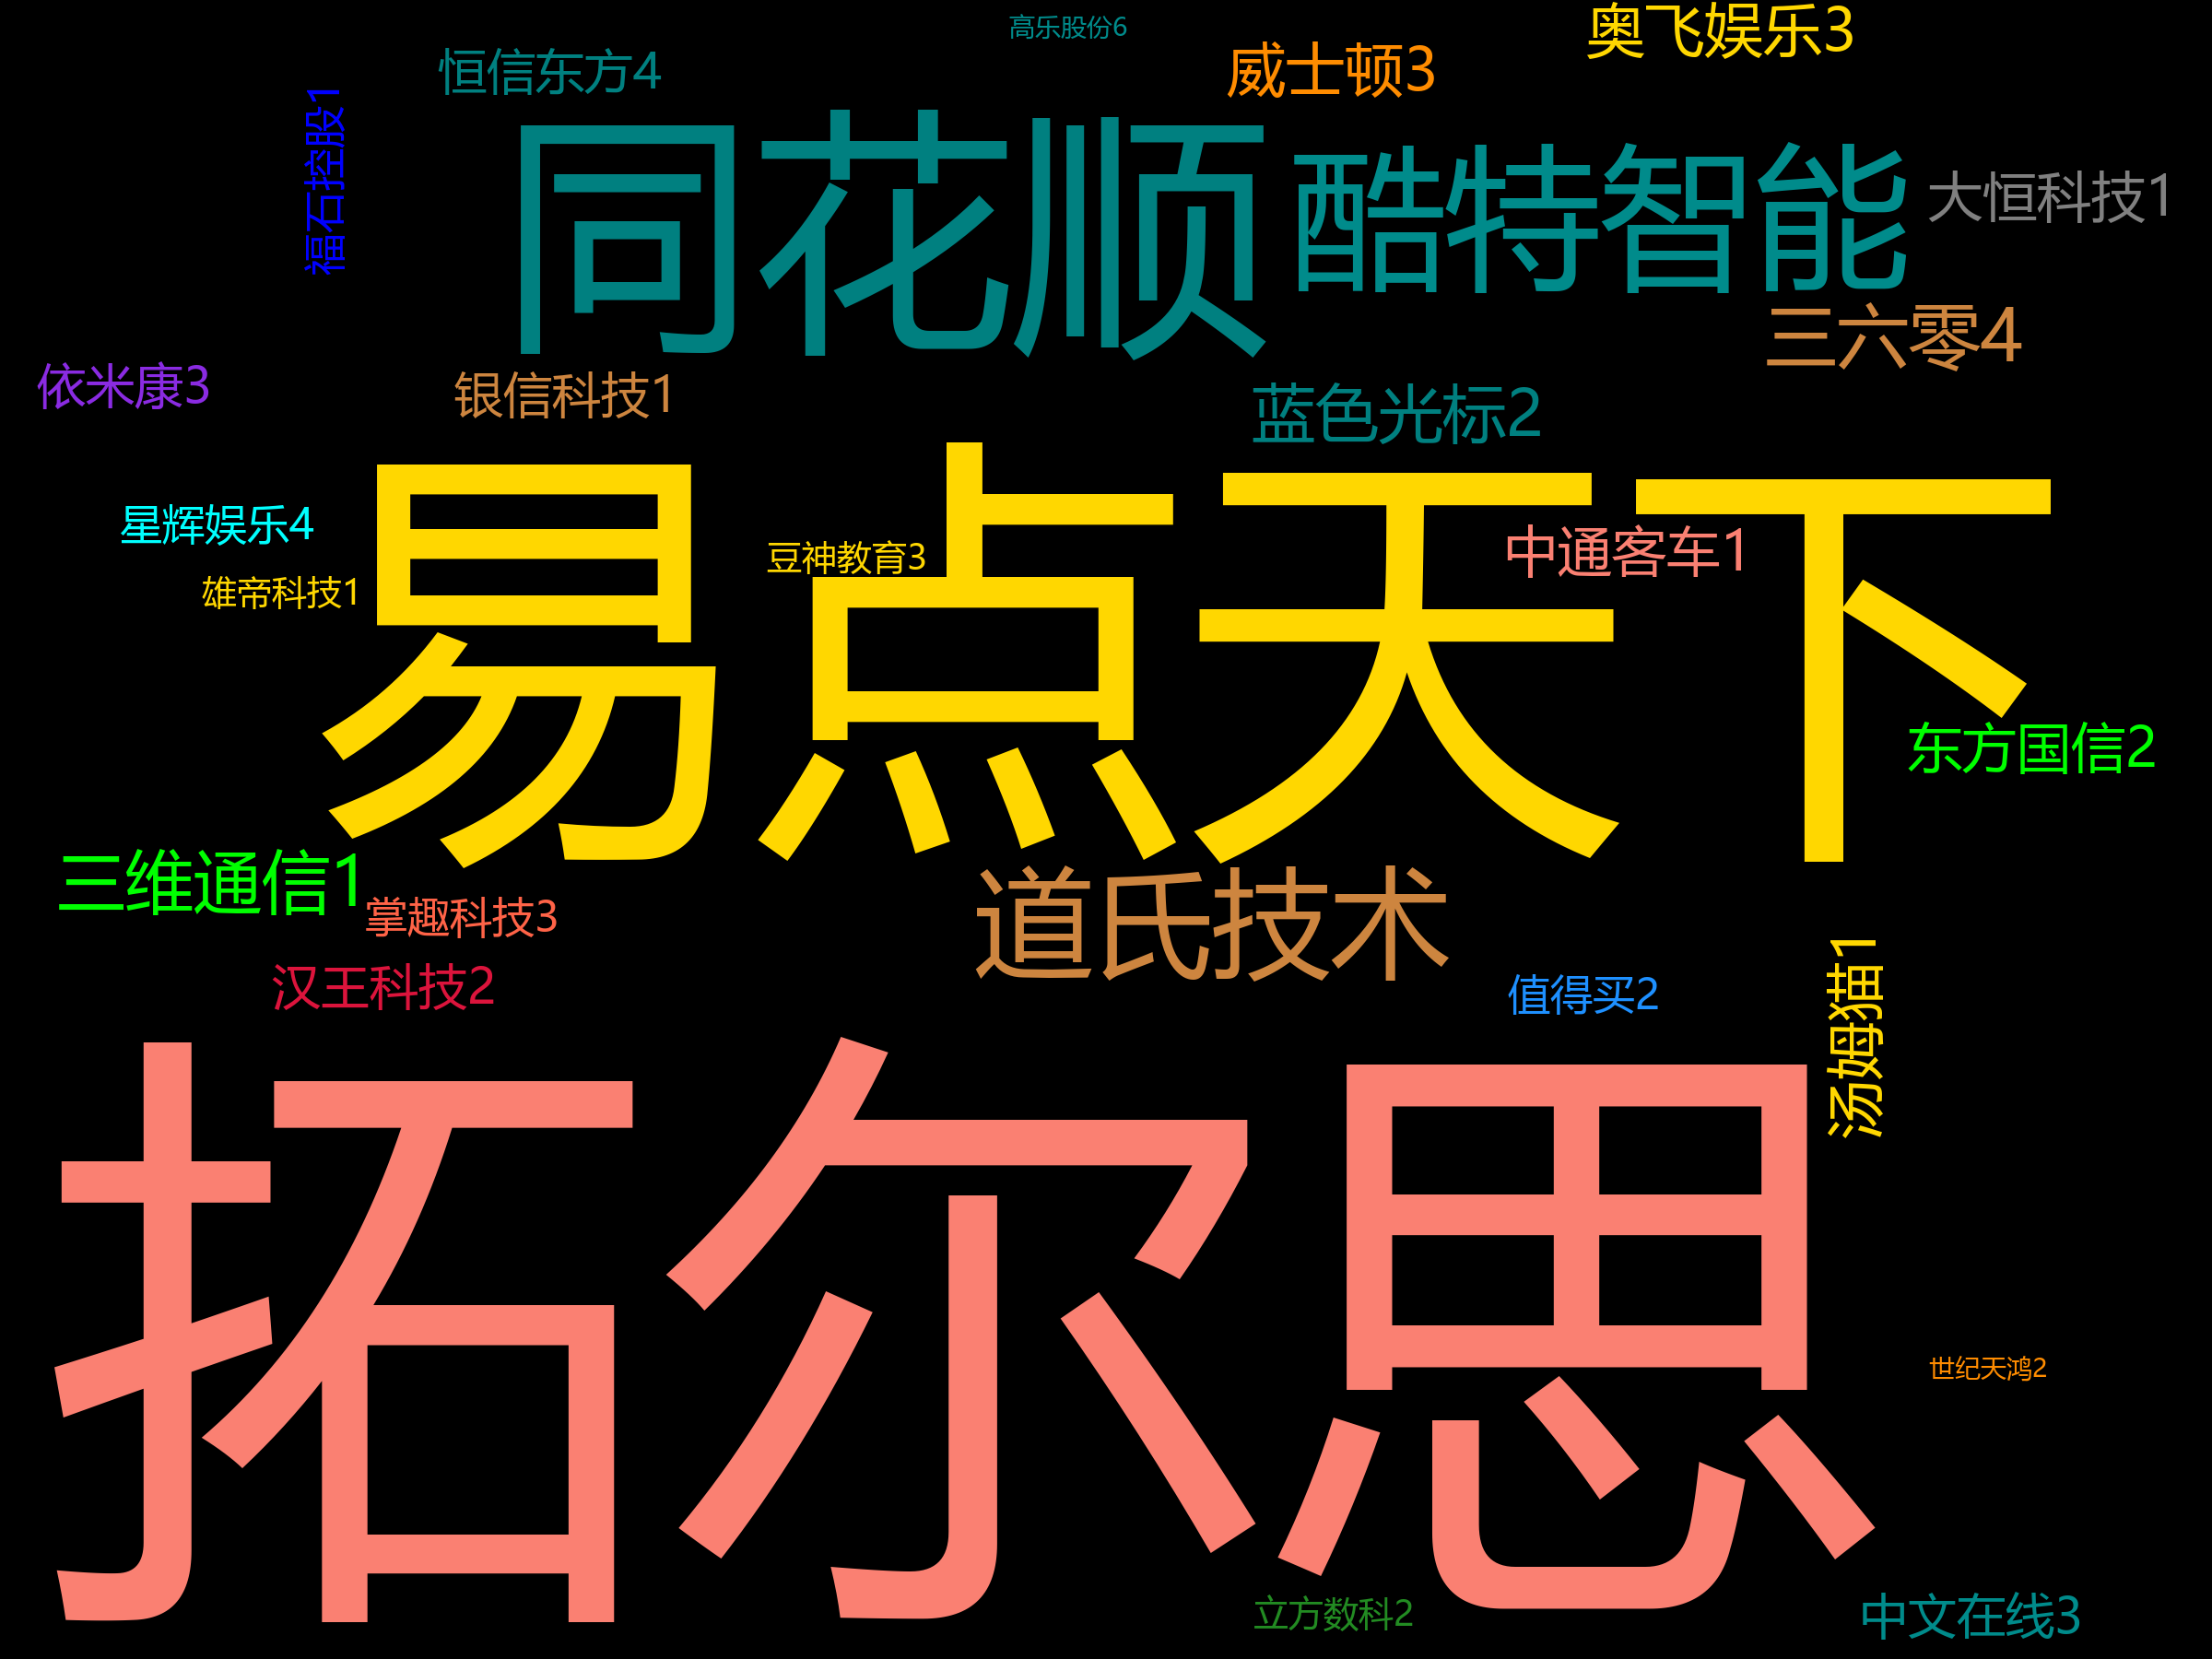 高乐股份6
奥飞娱乐3
恒信东方4
威士顿3
福石控股1
同花顺
酷特智能
大恒科技1
三六零4
依米康3
银信科技1
蓝色光标2
星辉娱乐4
豆神教育3
中通客车1
雄帝科技1
易点天下
东方国信2
三维通信1
掌趣科技3
道氏技术
汉王科技2
值得买2
汤姆猫1
拓尔思
世纪天鸿2
立方数科2
中文在线3